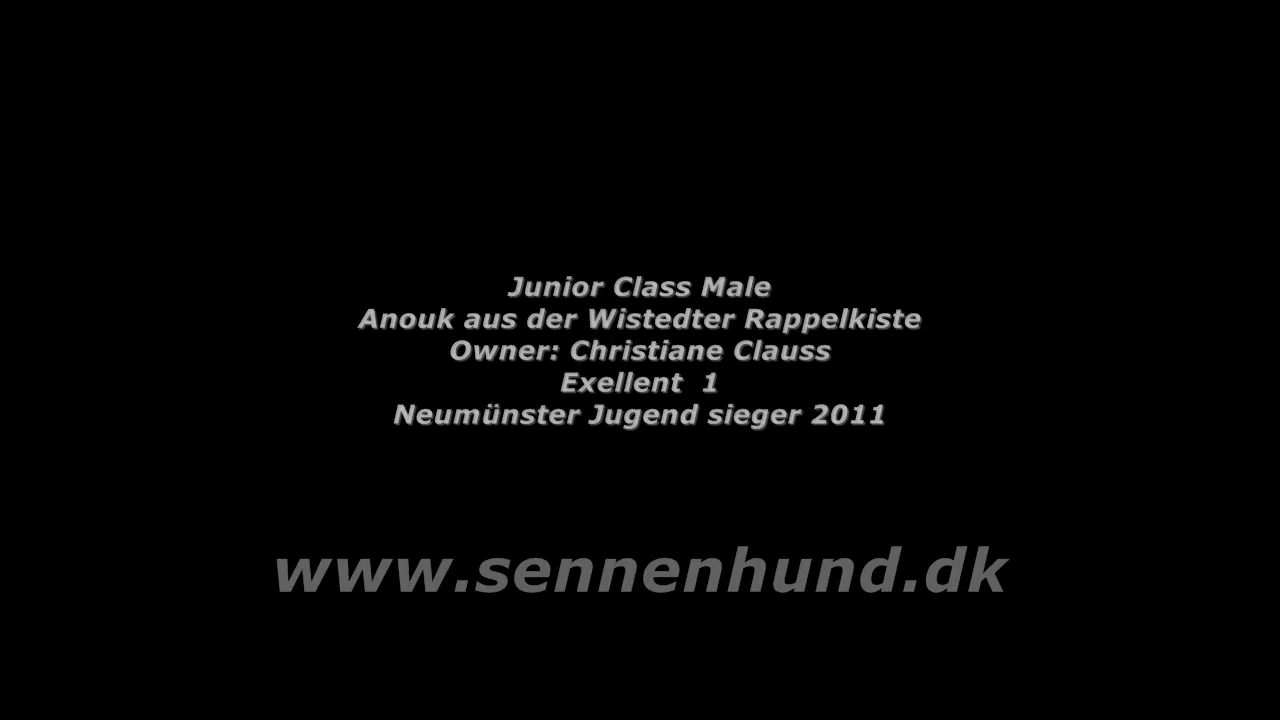 Junior Class Male
Anouk aus der Wistedter Rappelkiste
Owner: Christiane Clauss
Exellent  1
Neumünster Jugend sieger 2011
www.sennenhund.dk